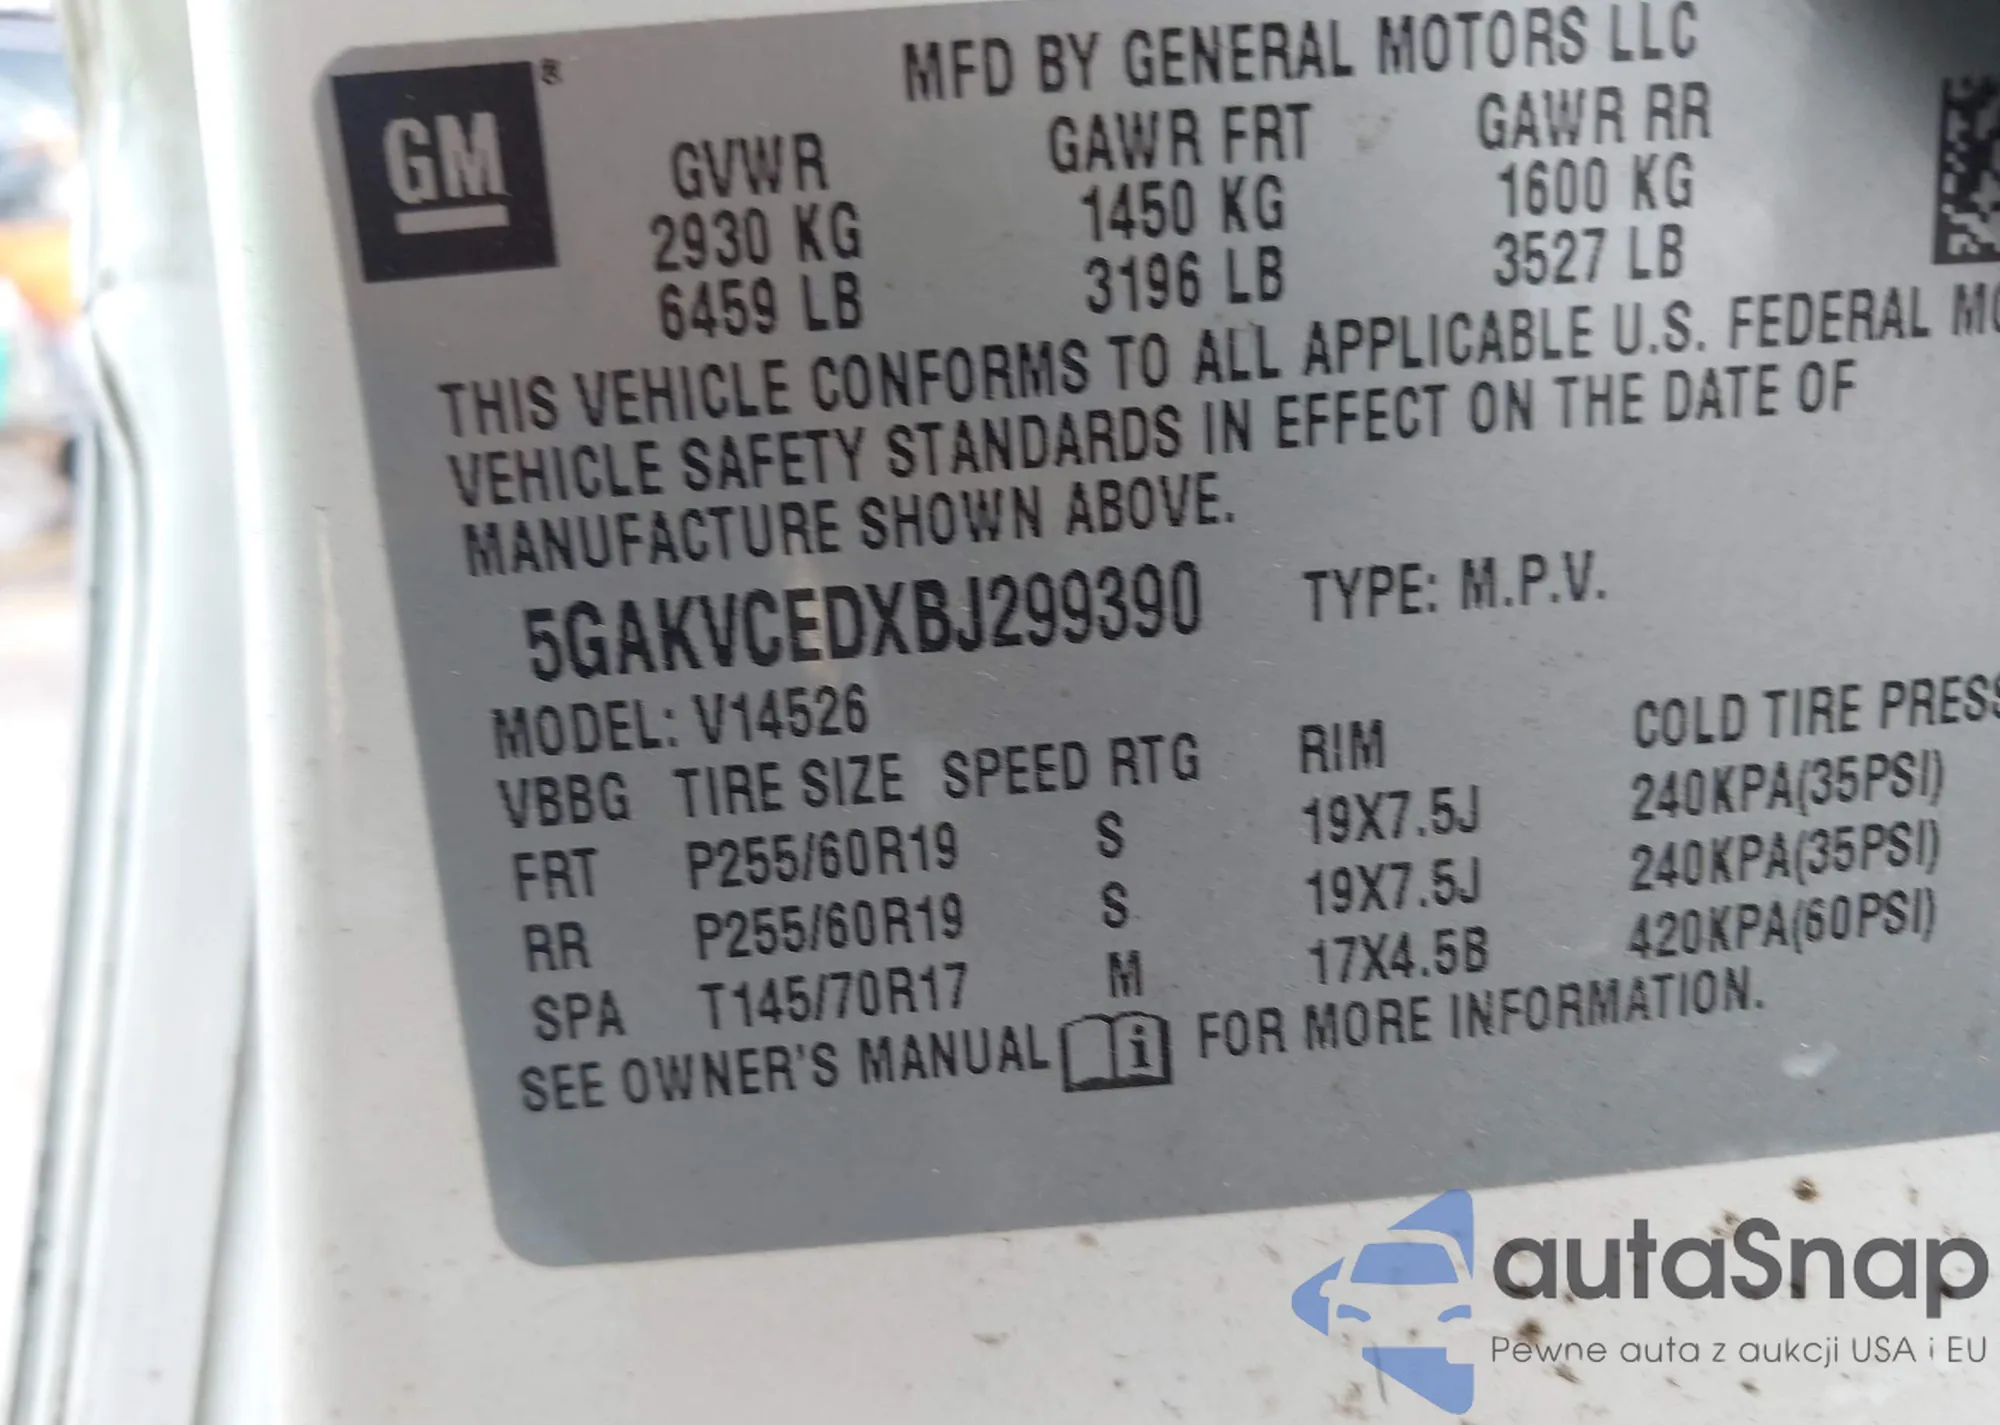 GM
MFD BY GENERAL MOTORS LLC
GVWR GAWR FRT GAWR RR
2930 KG 1450 KG 1600 KG
6459 LB 3196 LB 3527 LB
THIS VEHICLE CONFORMS TO ALL APPLICABLE U.S. FEDERAL
VEHICLE SAFETY STANDARDS IN EFFECT ON THE DATE OF
MANUFACTURE SHOWN ABOVE.
5GAKVCEDXBJ299390 TYPE: M.P.V.
MODEL: V14526
VBBG TIRE SIZE SPEED RTG RIM COLD TIRE PRESS
FRT P255/60R19 S 19X7.5J 240KPA(35PSI)
RR P255/60R19 S 19X7.5J 240KPA(35PSI)
SPA T145/70R17 M 17X4.5B 420KPA(60PSI)
SEE OWNER'S MANUAL i FOR MORE INFORMATION.
autaSnap
Pewne auta z aukcji USA i EU